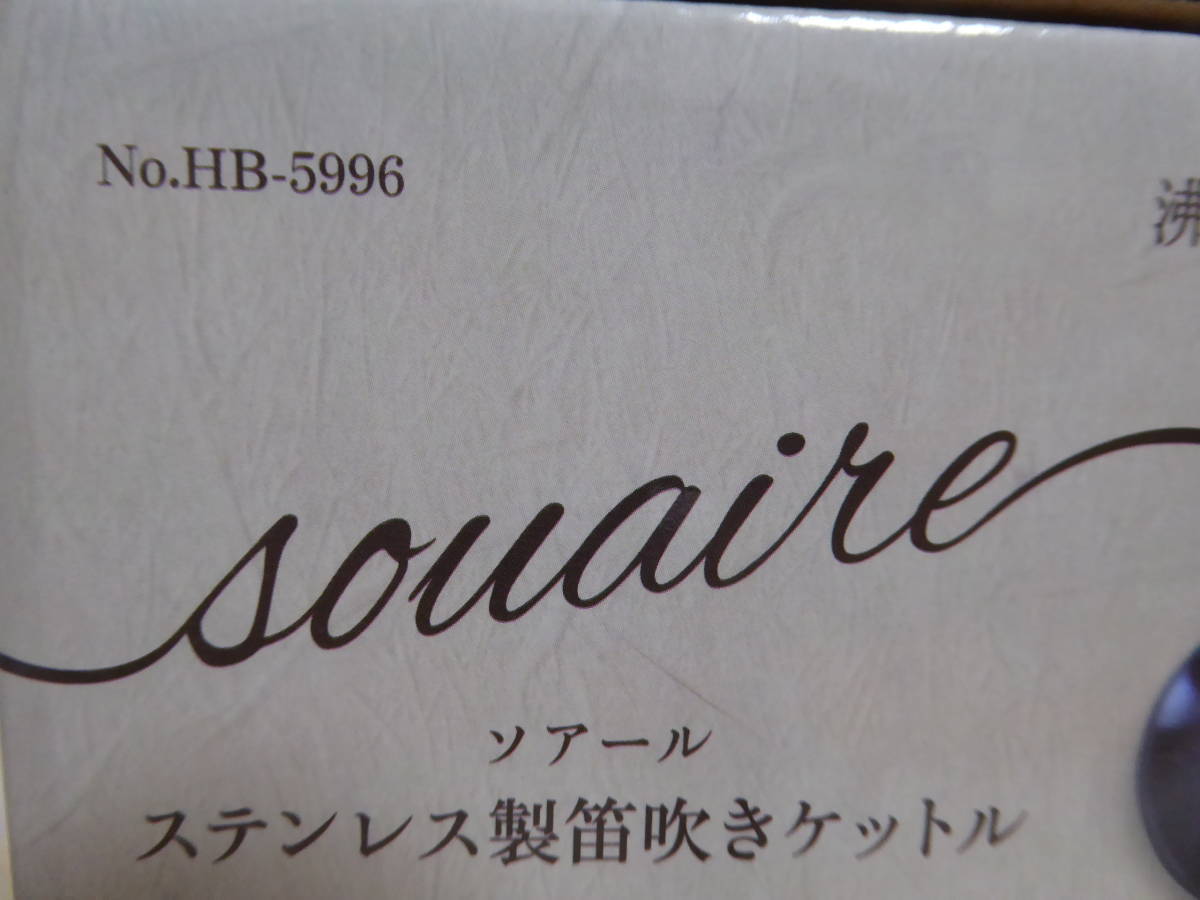 No.HB-5996
沸
souaire
ソアール
ステンレス製笛吹きケットル